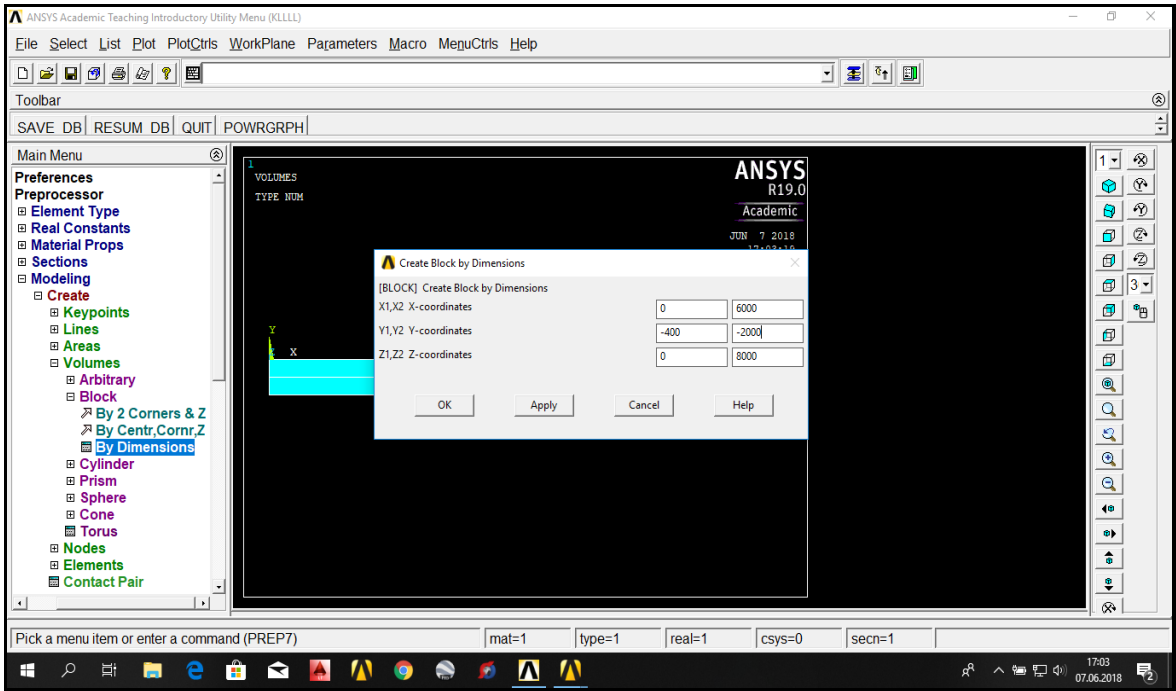 ANSYS Academic Teaching Introductory Utility Menu (KLLLL)
File Select List Plot PlotCtrls WorkPlane Parameters Macro MenuCtrls Help
Toolbar
SAVE_DB RESUM_DB QUIT POWRGRPH
Main Menu
Preferences
Preprocessor
Element Type
Real Constants
Material Props
Sections
Modeling
Create
Keypoints
Lines
Areas
Volumes
Arbitrary
Block
By 2 Corners & Z
By Centr,Cornr,Z
By Dimensions
Cylinder
Prism
Sphere
Cone
Torus
Nodes
Elements
Contact Pair
1
VOLUMES
TYPE NUM
ANSYS
R19.0
Academic
JUN 7 2018
17:03:19
Y
X
Create Block by Dimensions
[BLOCK] Create Block by Dimensions
X1,X2 X-coordinates 0 6000
Y1,Y2 Y-coordinates -400 -2000
Z1,Z2 Z-coordinates 0 8000
OK Apply Cancel Help
1
3
Pick a menu item or enter a command (PREP7) mat=1 type=1 real=1 csys=0 secn=1
17:03
07.06.2018
2